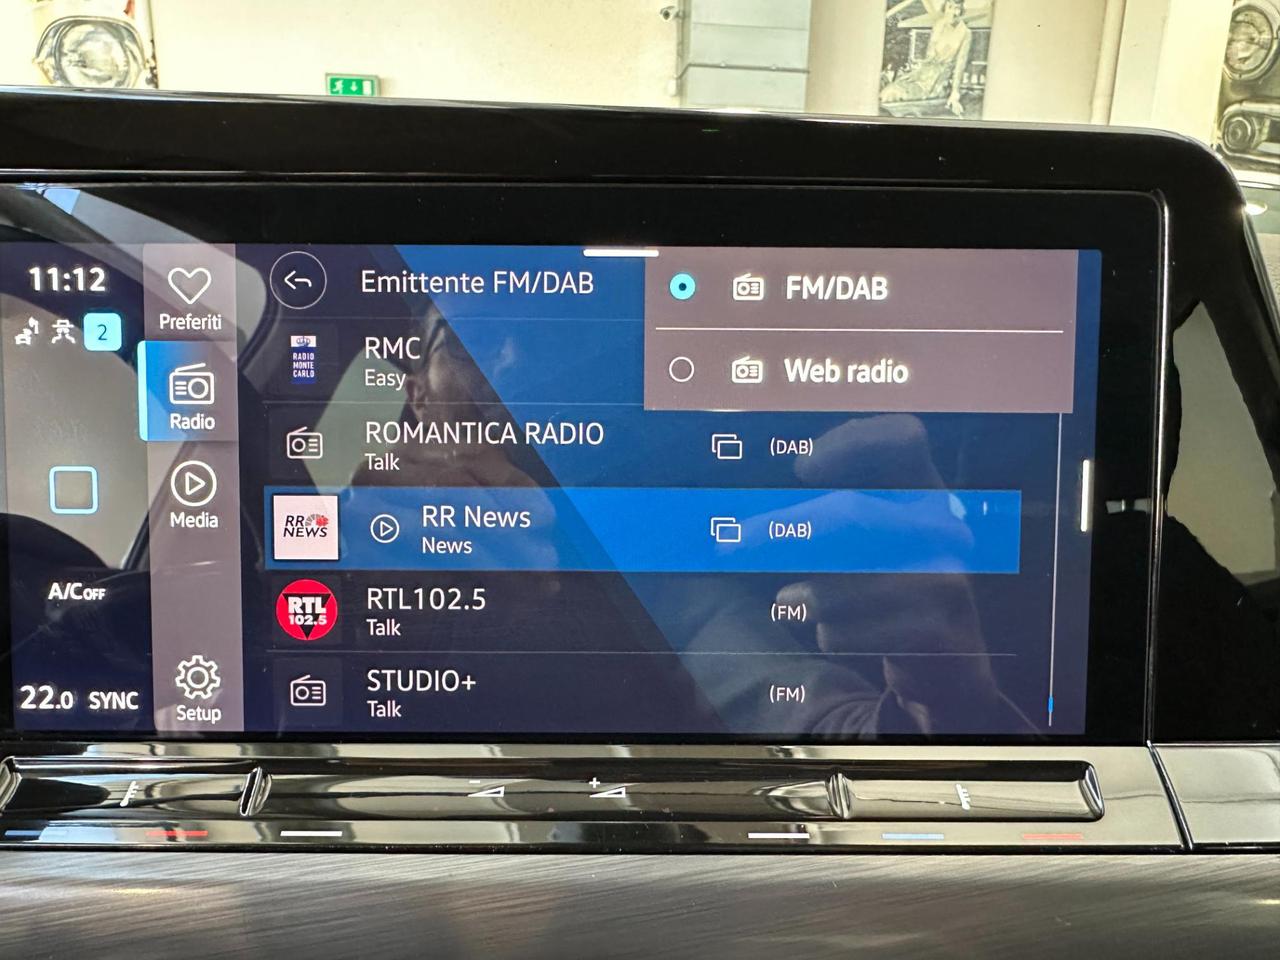 11:12
2
A/C OFF
22.0 SYNC
Preferiti
Radio
Media
Setup
Emittente FM/DAB
FM/DAB
Web radio
RADIO
MONTE
CARLO
RMC
Easy
ROMANTICA RADIO
Talk
(DAB)
RR
NEWS
RR News
News
(DAB)
RTL
102.5
RTL102.5
Talk
(FM)
STUDIO+
Talk
(FM)
- +